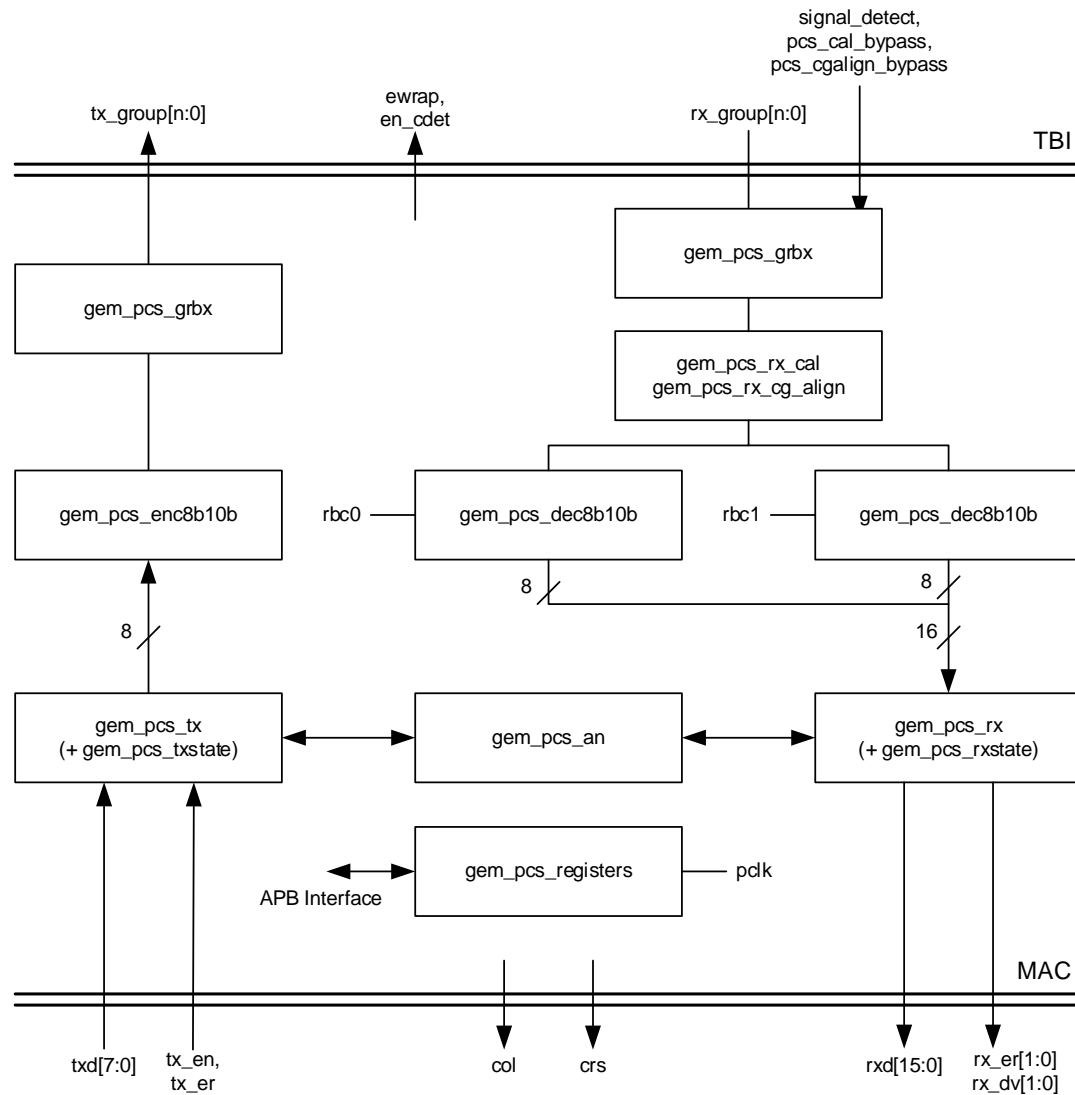 signal_detect,
pcs_cal_bypass,
pcs_cgalign_bypass
ewrap,
en_cdet
tx_group[n:0]
rx_group[n:0]
TBI
gem_pcs_grbx
gem_pcs_grbx
gem_pcs_rx_cal
gem_pcs_rx_cg_align
gem_pcs_enc8b10b
rbc0
gem_pcs_dec8b10b
rbc1
gem_pcs_dec8b10b
8
8
8
16
gem_pcs_tx
(+ gem_pcs_txstate)
gem_pcs_an
gem_pcs_rx
(+ gem_pcs_rxstate)
gem_pcs_registers
pclk
APB Interface
MAC
txd[7:0]
tx_en,
tx_er
col
crs
rxd[15:0]
rx_er[1:0]
rx_dv[1:0]